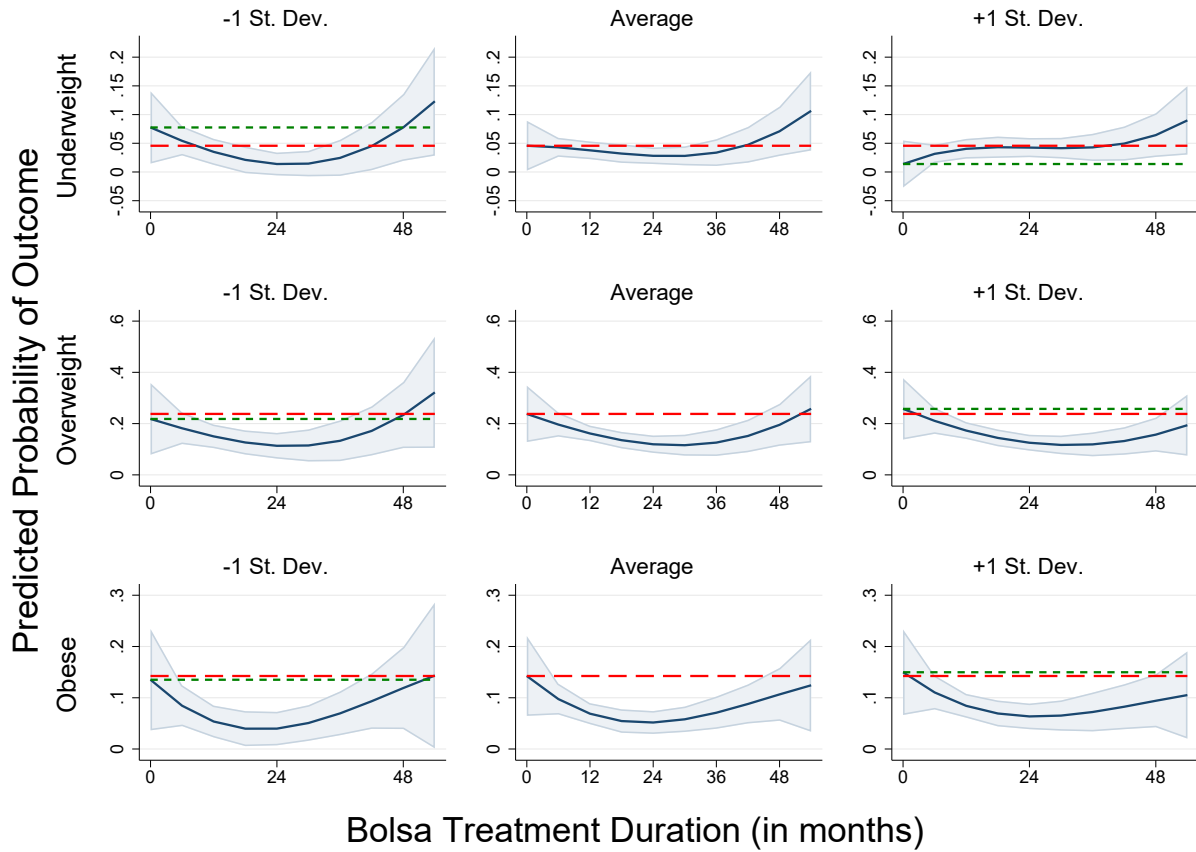 -1 St. Dev. Average +1 St. Dev.
Predicted Probability of Outcome
Underweight
-.05 0 .05 .1 .15 .2
-.05 0 .05 .1 .15 .2
-.05 0 .05 .1 .15 .2
0 24 48
0 12 24 36 48
0 24 48
-1 St. Dev. Average +1 St. Dev.
Overweight
0 .2 .4 .6
0 .2 .4 .6
0 .2 .4 .6
0 24 48
0 12 24 36 48
0 24 48
-1 St. Dev. Average +1 St. Dev.
Obese
0 .1 .2 .3
0 .1 .2 .3
0 .1 .2 .3
0 24 48
0 12 24 36 48
0 24 48
Bolsa Treatment Duration (in months)